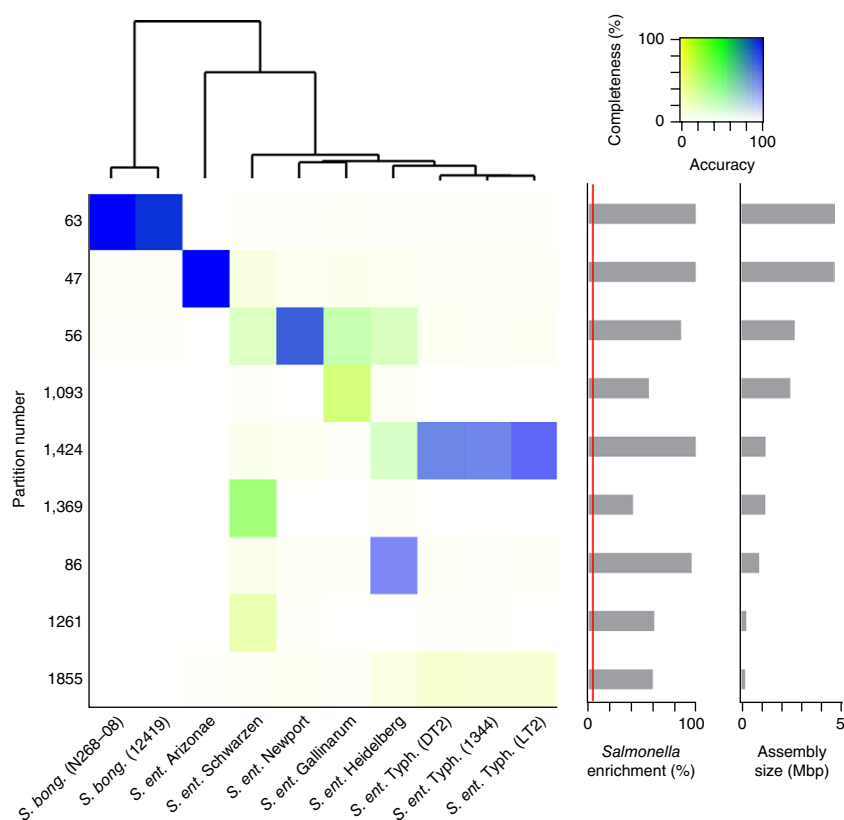 Completeness (%)
100
0
0 100
Accuracy
Partition number
63
47
56
1,093
1,424
1,369
86
1261
1855
S. bong. (N268–08)
S. bong. (12419)
S. ent. Arizonae
S. ent. Schwarzen
S. ent. Newport
S. ent. Gallinarum
S. ent. Heidelberg
S. ent. Typh. (DT2)
S. ent. Typh. (1344)
S. ent. Typh. (LT2)
0 100
Salmonella
enrichment (%)
0 5
Assembly
size (Mbp)